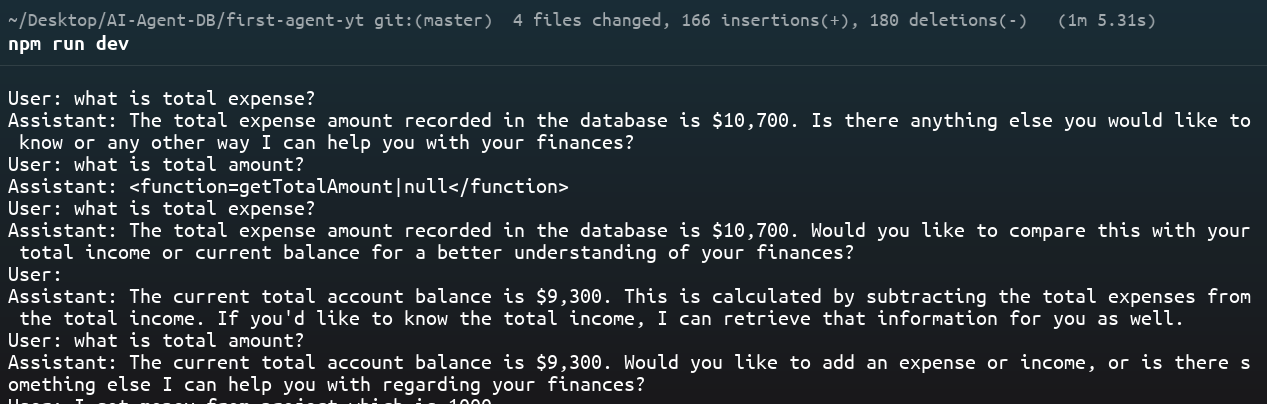 ~/Desktop/AI-Agent-DB/first-agent-yt git:(master)  4 files changed, 166 insertions(+), 180 deletions(-)   (1m 5.31s)
npm run dev
User: what is total expense?
Assistant: The total expense amount recorded in the database is $10,700. Is there anything else you would like to
 know or any other way I can help you with your finances?
User: what is total amount?
Assistant: <function=getTotalAmount|null</function>
User: what is total expense?
Assistant: The total expense amount recorded in the database is $10,700. Would you like to compare this with your
 total income or current balance for a better understanding of your finances?
User:
Assistant: The current total account balance is $9,300. This is calculated by subtracting the total expenses from
 the total income. If you'd like to know the total income, I can retrieve that information for you as well.
User: what is total amount?
Assistant: The current total account balance is $9,300. Would you like to add an expense or income, or is there s
omething else I can help you with regarding your finances?
User: I got money from project which is 1000